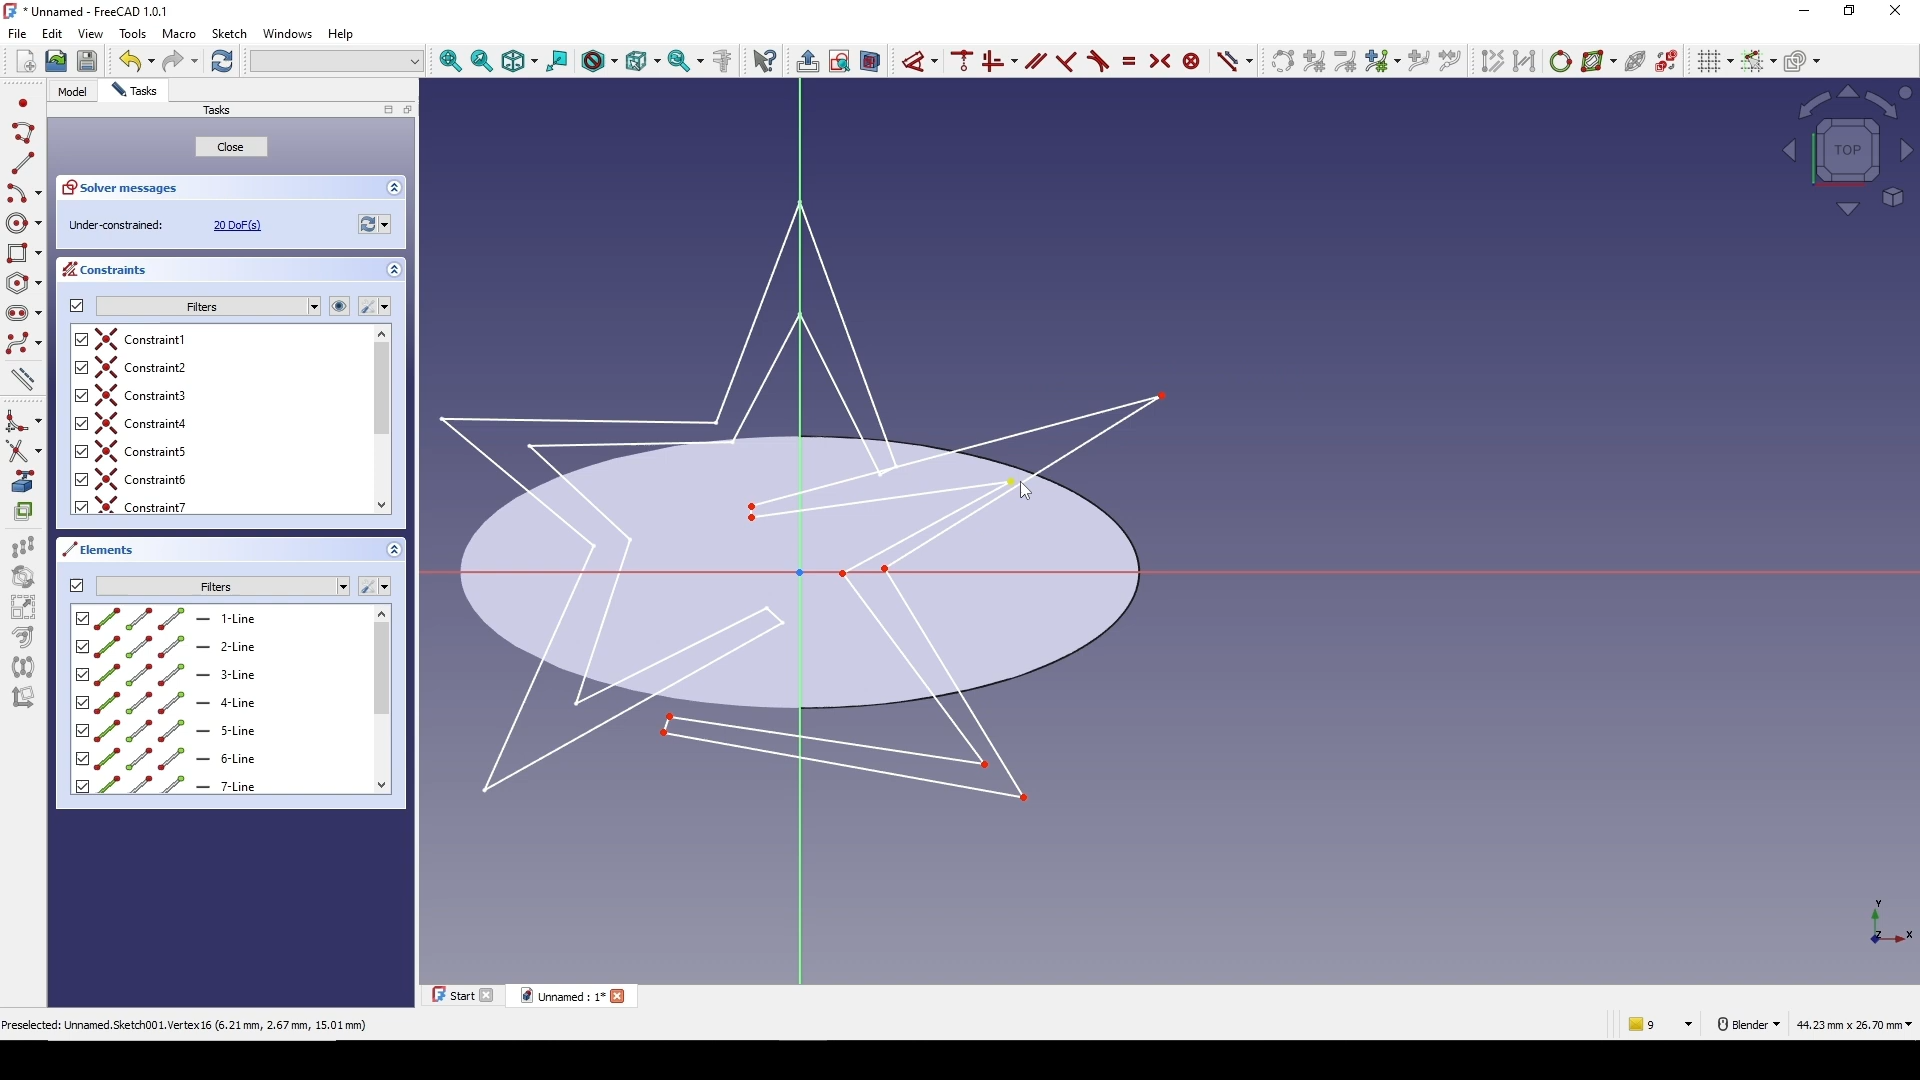 * Unnamed - FreeCAD 1.0.1
File Edit View Tools Macro Sketch Windows Help
Model Tasks
Tasks
Close
Solver messages
Under-constrained: 20 DoF(s)
Constraints
Filters
Constraint1
Constraint2
Constraint3
Constraint4
Constraint5
Constraint6
Constraint7
Elements
Filters
1-Line
2-Line
3-Line
4-Line
5-Line
6-Line
7-Line
TOP
Y
Z X
Start Unnamed : 1*
Preselected: Unnamed.Sketch001.Vertex16 (6.21 mm, 2.67 mm, 15.01 mm)
9 Blender 44.23 mm x 26.70 mm